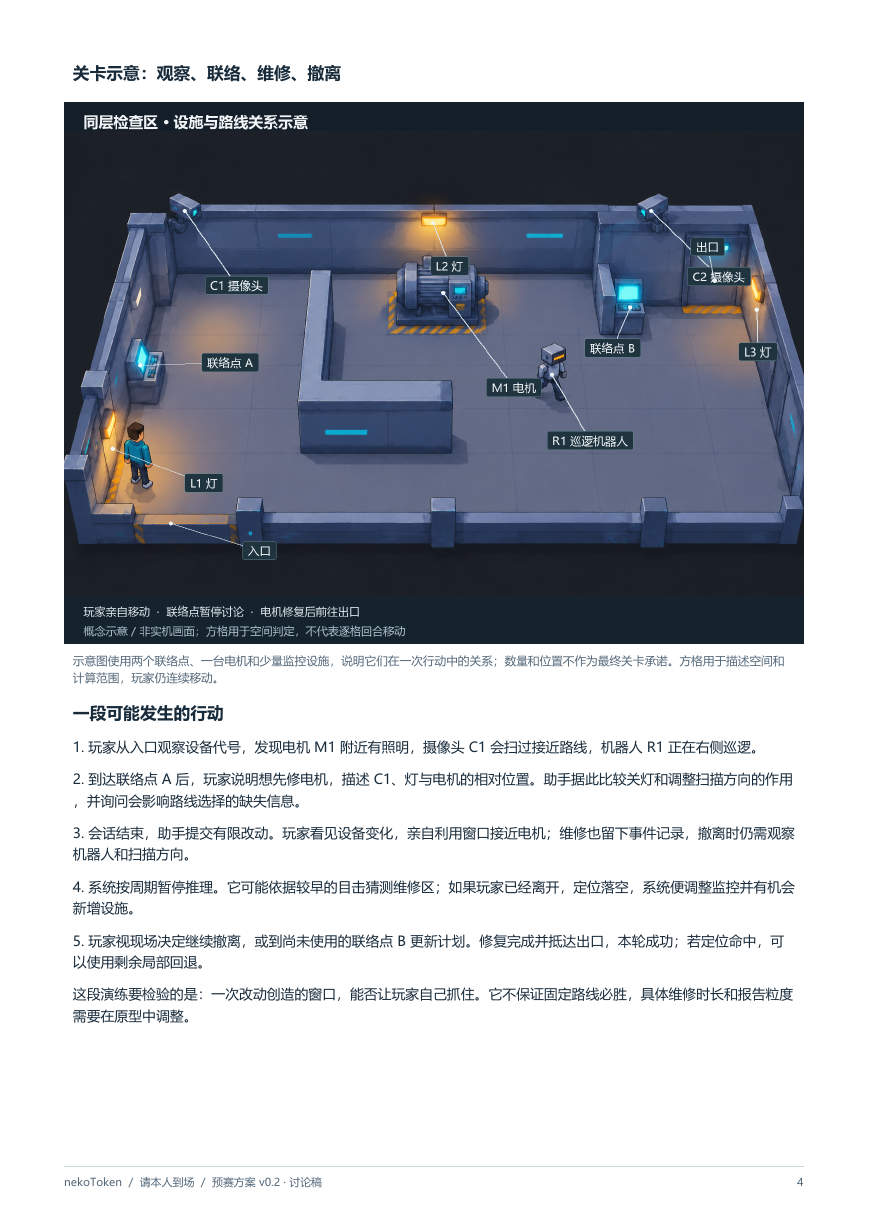 关卡示意：观察、联络、维修、撤离
同层检查区 • 设施与路线关系示意
出口
L2 灯
C2 摄像头
C1 摄像头
联络点 B
L3 灯
联络点 A
M1 电机
R1 巡逻机器人
L1 灯
入口
玩家亲自移动 · 联络点暂停讨论 · 电机修复后前往出口
概念示意 / 非实机画面；方格用于空间判定，不代表逐格回合移动
示意图使用两个联络点、一台电机和少量监控设施，说明它们在一次行动中的关系；数量和位置不作为最终关卡承诺。方格用于描述空间和
计算范围，玩家仍连续移动。
一段可能发生的行动
1. 玩家从入口观察设备代号，发现电机 M1 附近有照明，摄像头 C1 会扫过接近路线，机器人 R1 正在右侧巡逻。
2. 到达联络点 A 后，玩家说明想先修电机，描述 C1、灯与电机的相对位置。助手据此比较关灯和调整扫描方向的作用
，并询问会影响路线选择的缺失信息。
3. 会话结束，助手提交有限改动。玩家看见设备变化，亲自利用窗口接近电机；维修也留下事件记录，撤离时仍需观察
机器人和扫描方向。
4. 系统按周期暂停推理。它可能依据较早的目击猜测维修区；如果玩家已经离开，定位落空，系统便调整监控并有机会
新增设施。
5. 玩家视现场决定继续撤离，或到尚未使用的联络点 B 更新计划。修复完成并抵达出口，本轮成功；若定位命中，可
以使用剩余局部回退。
这段演练要检验的是：一次改动创造的窗口，能否让玩家自己抓住。它不保证固定路线必胜，具体维修时长和报告粒度
需要在原型中调整。
nekoToken / 请本人到场 / 预赛方案 v0.2 · 讨论稿
4